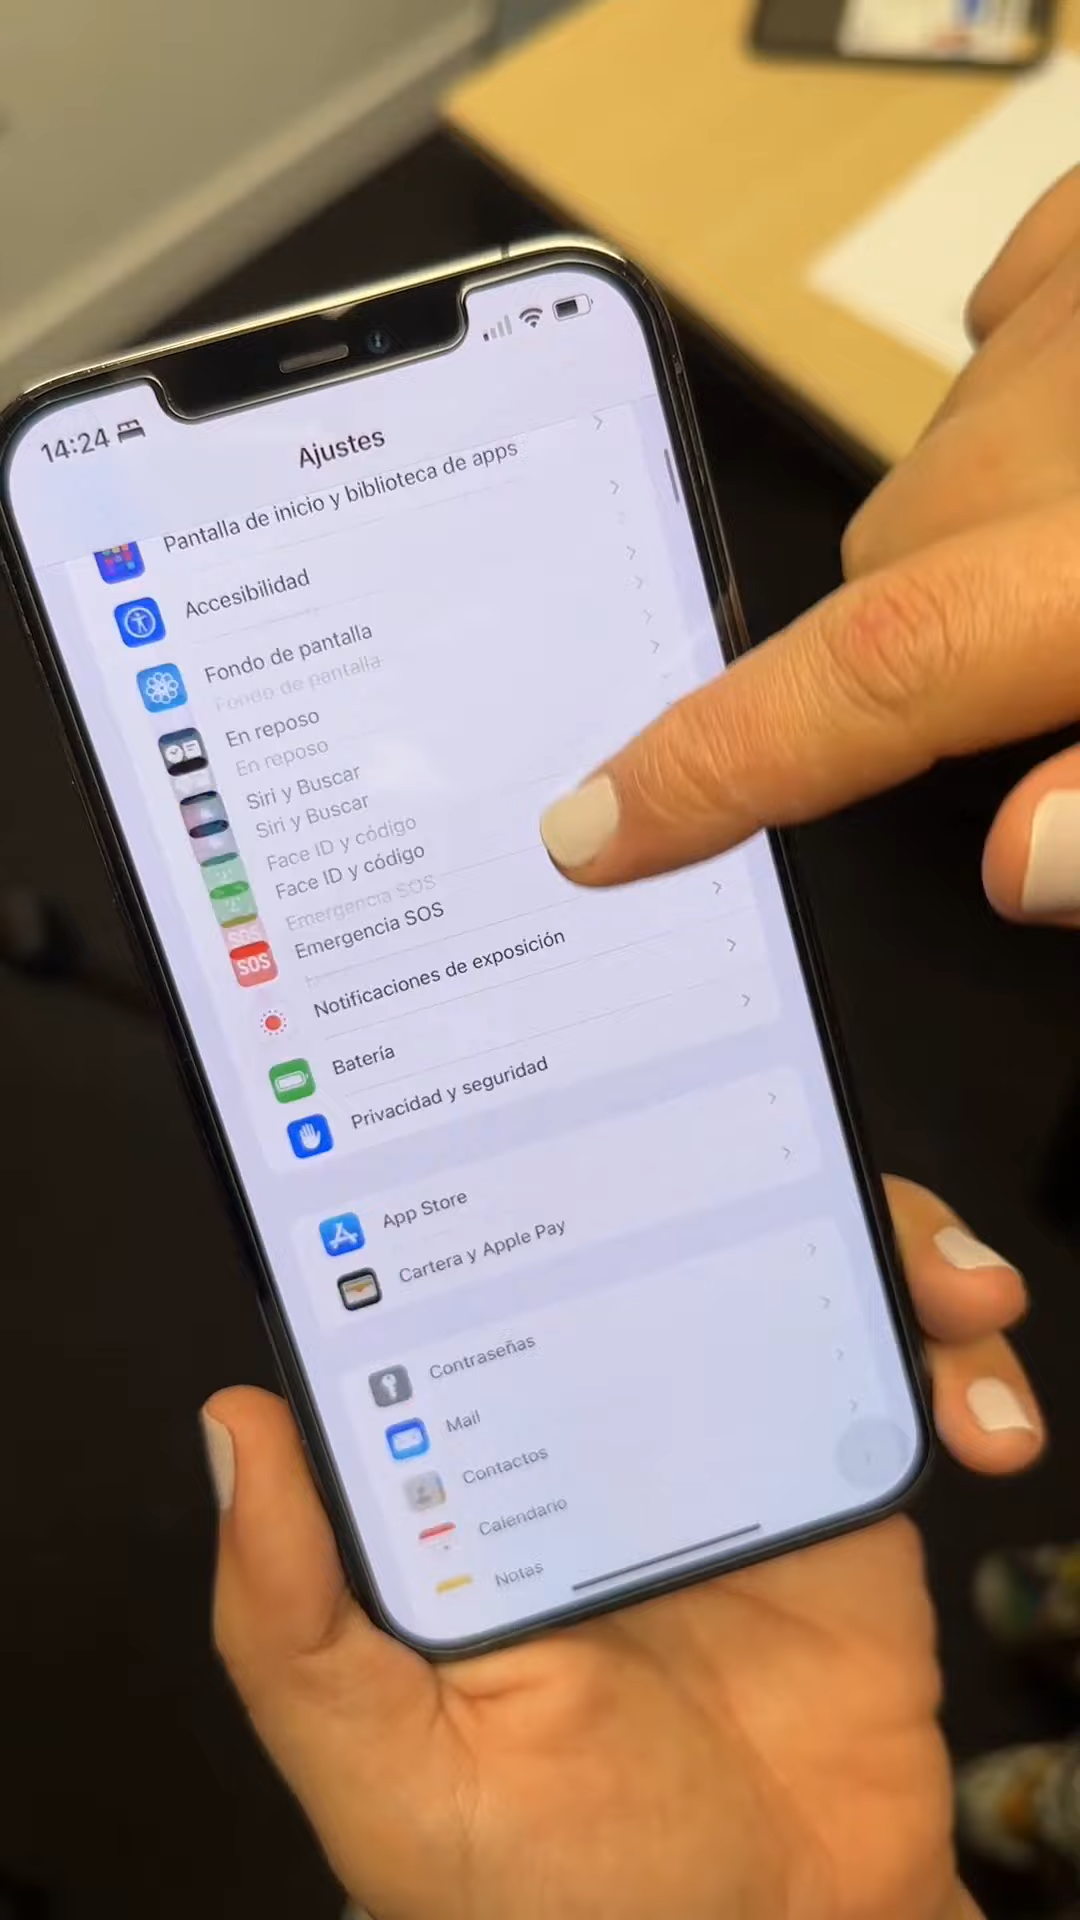 14:24
Ajustes
Pantalla de inicio y biblioteca de apps
Accesibilidad
Fondo de pantalla
Fondo de pantalla
En reposo
En reposo
Siri y Buscar
Siri y Buscar
Face ID y código
Face ID y código
Emergencia SOS
SOS
Emergencia SOS
SOS
Notificaciones de exposición
Batería
Privacidad y seguridad
App Store
Cartera y Apple Pay
Contraseñas
Mail
Contactos
Calendario
Notas